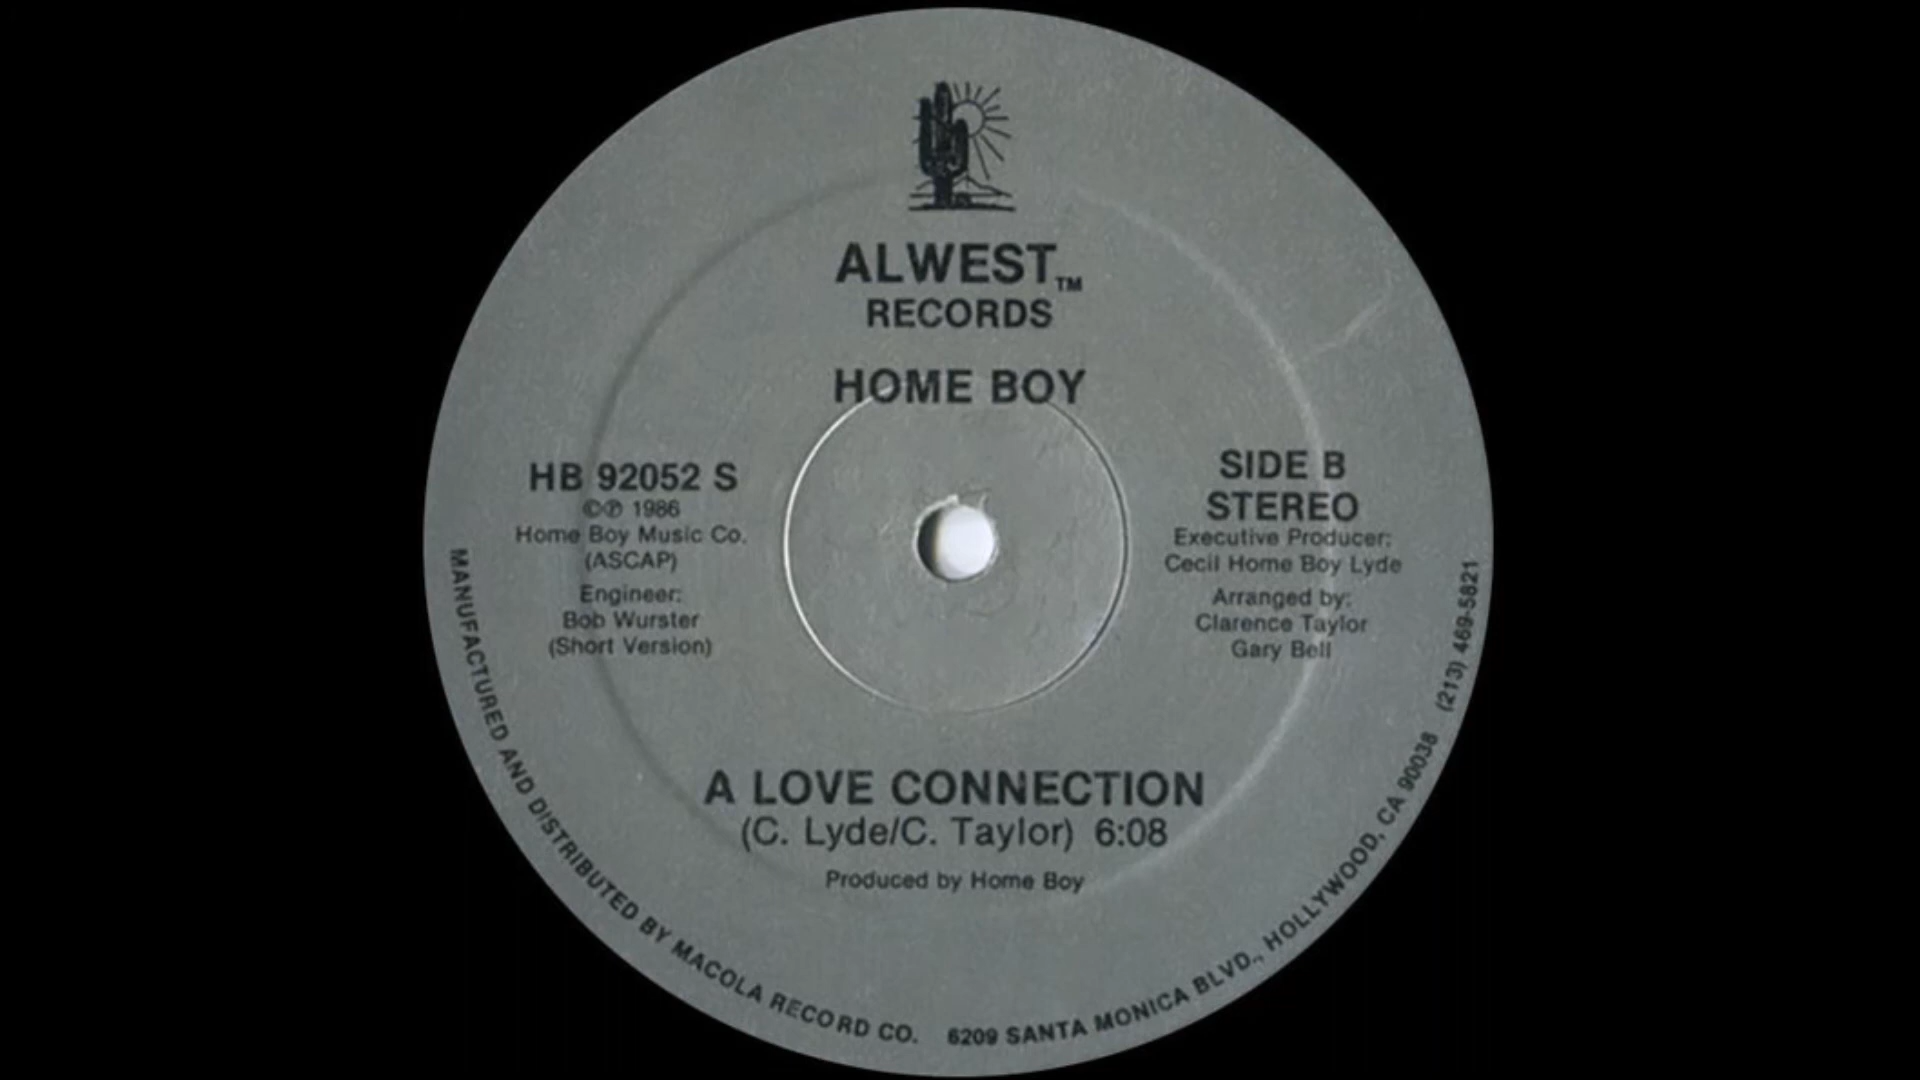 ALWEST™
RECORDS
HOME BOY
HB 92052 S
©℗ 1986
Home Boy Music Co.
(ASCAP)
Engineer:
Bob Wurster
(Short Version)
SIDE B
STEREO
Executive Producer:
Cecil Home Boy Lyde
Arranged by:
Clarence Taylor
Gary Bell
A LOVE CONNECTION
(C. Lyde/C. Taylor) 6:08
Produced by Home Boy
MANUFACTURED AND DISTRIBUTED BY MACOLA RECORD CO. 6209 SANTA MONICA BLVD., HOLLYWOOD, CA 90038 (213) 469-5821